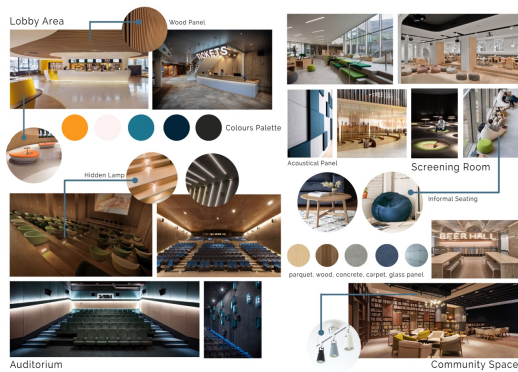 Lobby Area
Wood Panel
TICKETS
Colours Palette
Hidden Lamp
Auditorium
Acoustical Panel
Screening Room
Informal Seating
BEER HALL
parquet, wood, concrete, carpet, glass panel
Community Space